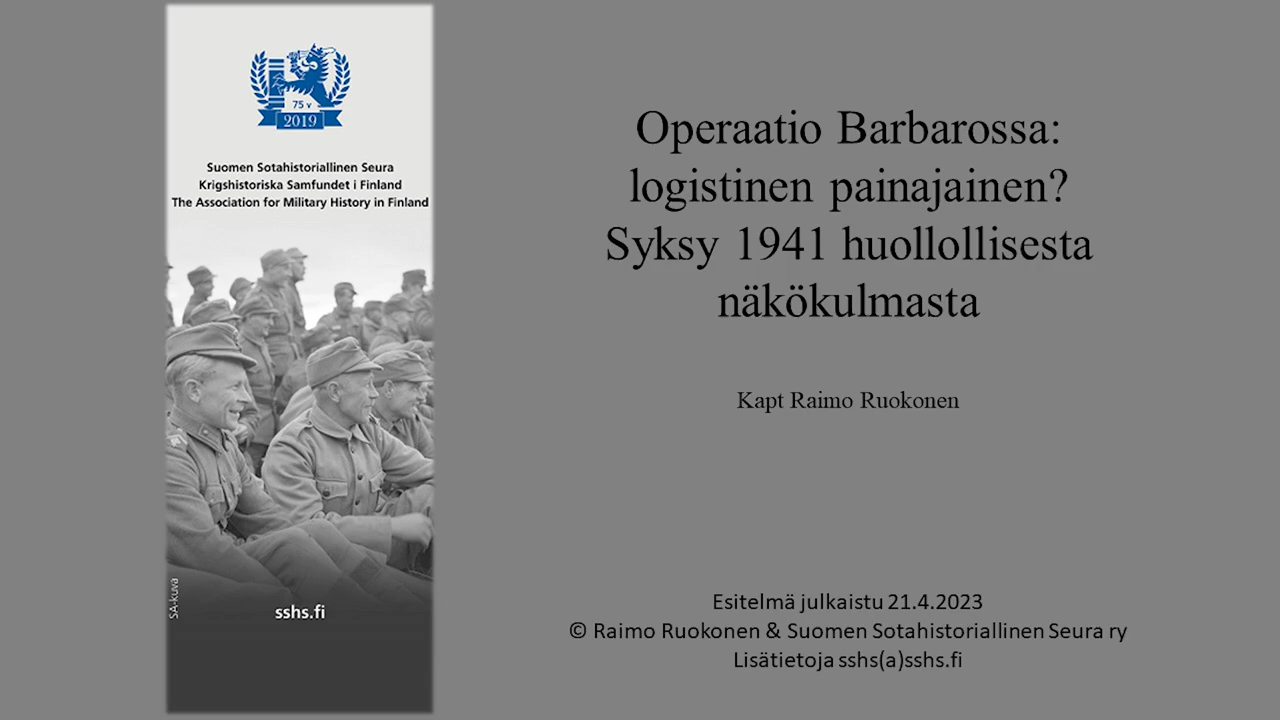 75 v
2019
Suomen Sotahistoriallinen Seura
Krigshistoriska Samfundet i Finland
The Association for Military History in Finland
SA-kuva
sshs.fi
Operaatio Barbarossa:
logistinen painajainen?
Syksy 1941 huollollisesta
näkökulmasta
Kapt Raimo Ruokonen
Esitelmä julkaistu 21.4.2023
© Raimo Ruokonen & Suomen Sotahistoriallinen Seura ry
Lisätietoja sshs(a)sshs.fi